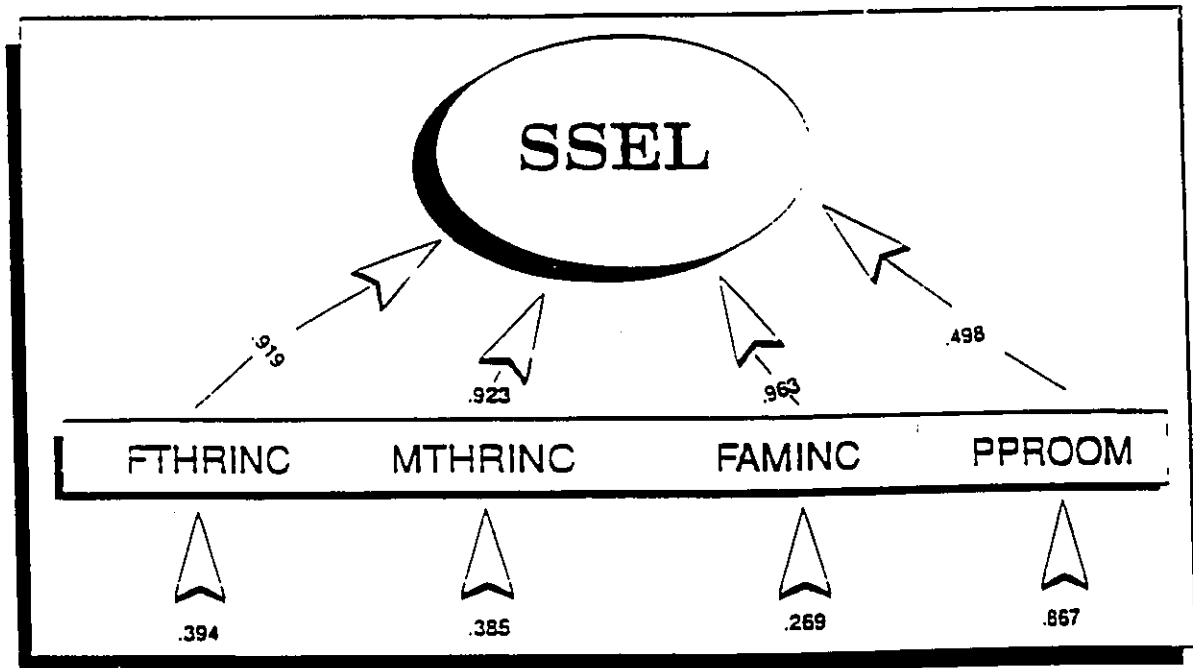 SSEL
.919
.923
.963
.498
FTHRINC MTHRINC FAMINC PPROOM
.394 .385 .269 .867